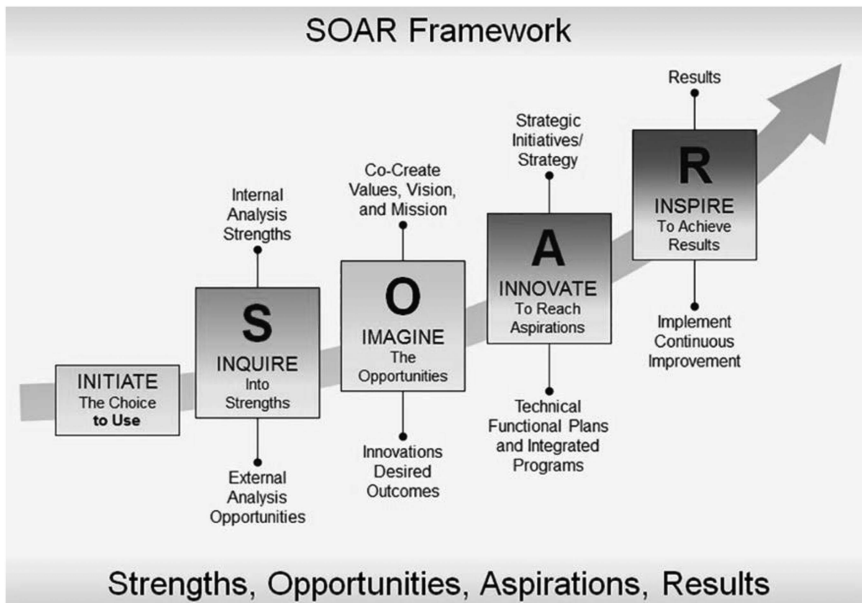 SOAR Framework
INITIATE
The Choice
to Use
Internal
Analysis
Strengths
S
INQUIRE
Into
Strengths
External
Analysis
Opportunities
Co-Create
Values, Vision,
and Mission
O
IMAGINE
The
Opportunities
Innovations
Desired
Outcomes
Strategic
Initiatives/
Strategy
A
INNOVATE
To Reach
Aspirations
Technical
Functional Plans
and Integrated
Programs
Results
R
INSPIRE
To Achieve
Results
Implement
Continuous
Improvement
Strengths, Opportunities, Aspirations, Results